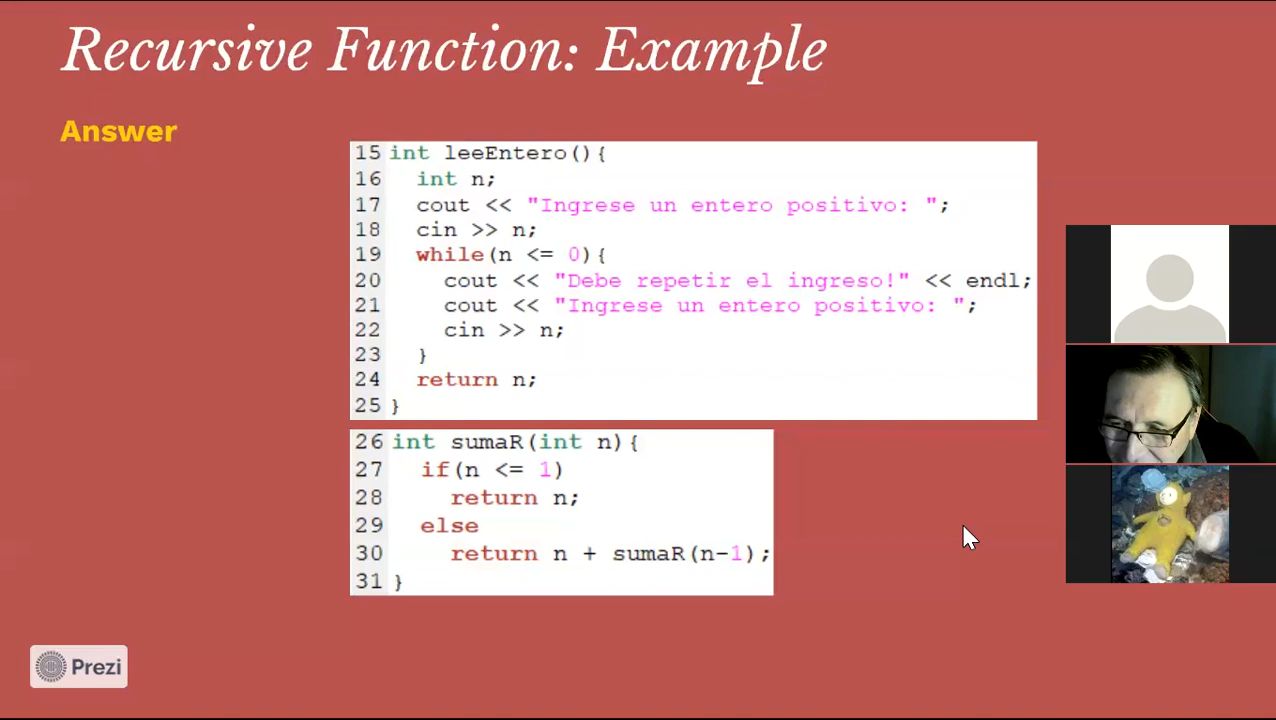 Recursive Function: Example
Answer
15 int leeEntero(){
16 int n;
17 cout << "Ingrese un entero positivo: ";
18 cin >> n;
19 while(n <= 0){
20 cout << "Debe repetir el ingreso!" << endl;
21 cout << "Ingrese un entero positivo: ";
22 cin >> n;
23 }
24 return n;
25 }
26 int sumaR(int n){
27 if(n <= 1)
28 return n;
29 else
30 return n + sumaR(n-1);
31 }
Prezi